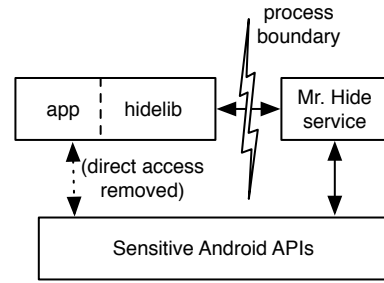 process
boundary
app
hidelib
Mr. Hide
service
(direct access
removed)
Sensitive Android APIs